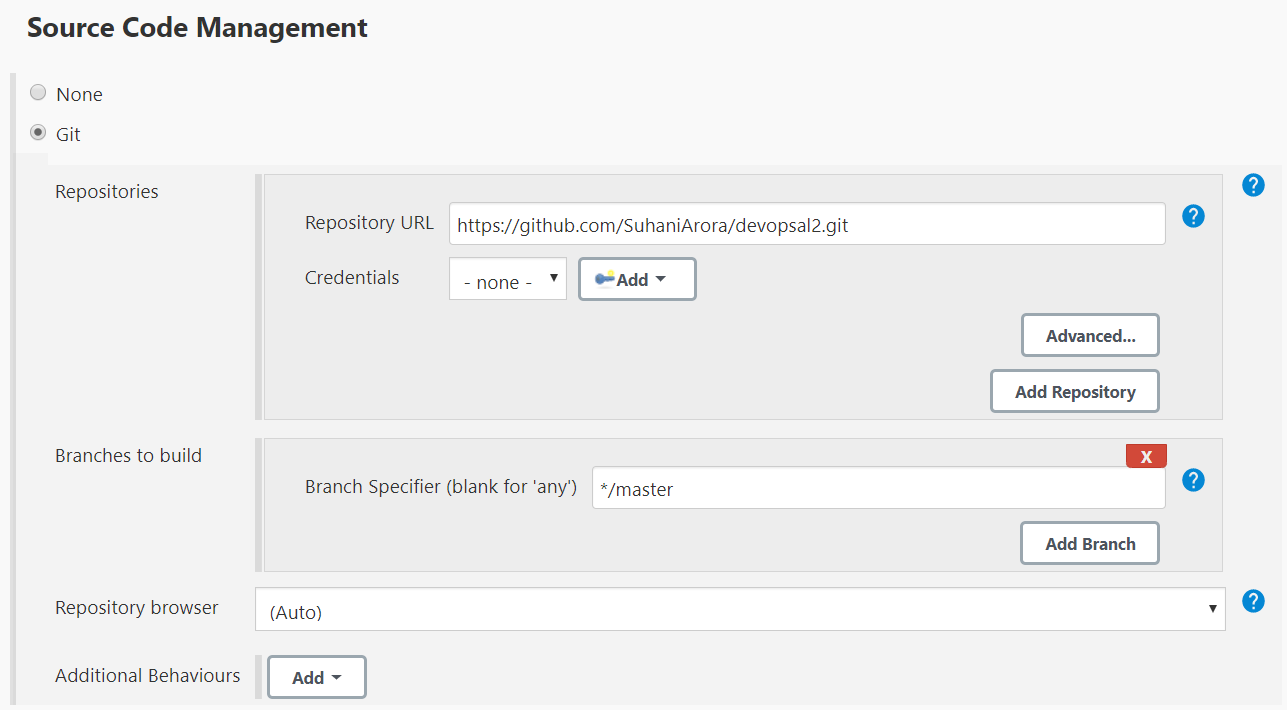 Source Code Management
None
Git
Repositories
Repository URL https://github.com/SuhaniArora/devopsal2.git
Credentials - none - Add
Advanced...
Add Repository
Branches to build
X
Branch Specifier (blank for 'any') */master
Add Branch
Repository browser (Auto)
Additional Behaviours Add